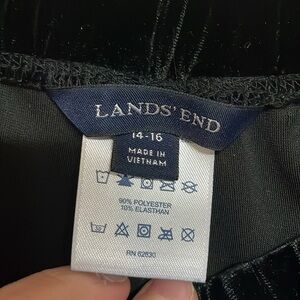 LANDS' END
14-16
MADE IN
VIETNAM
90% POLYESTER
10% ELASTHAN
RN 62830